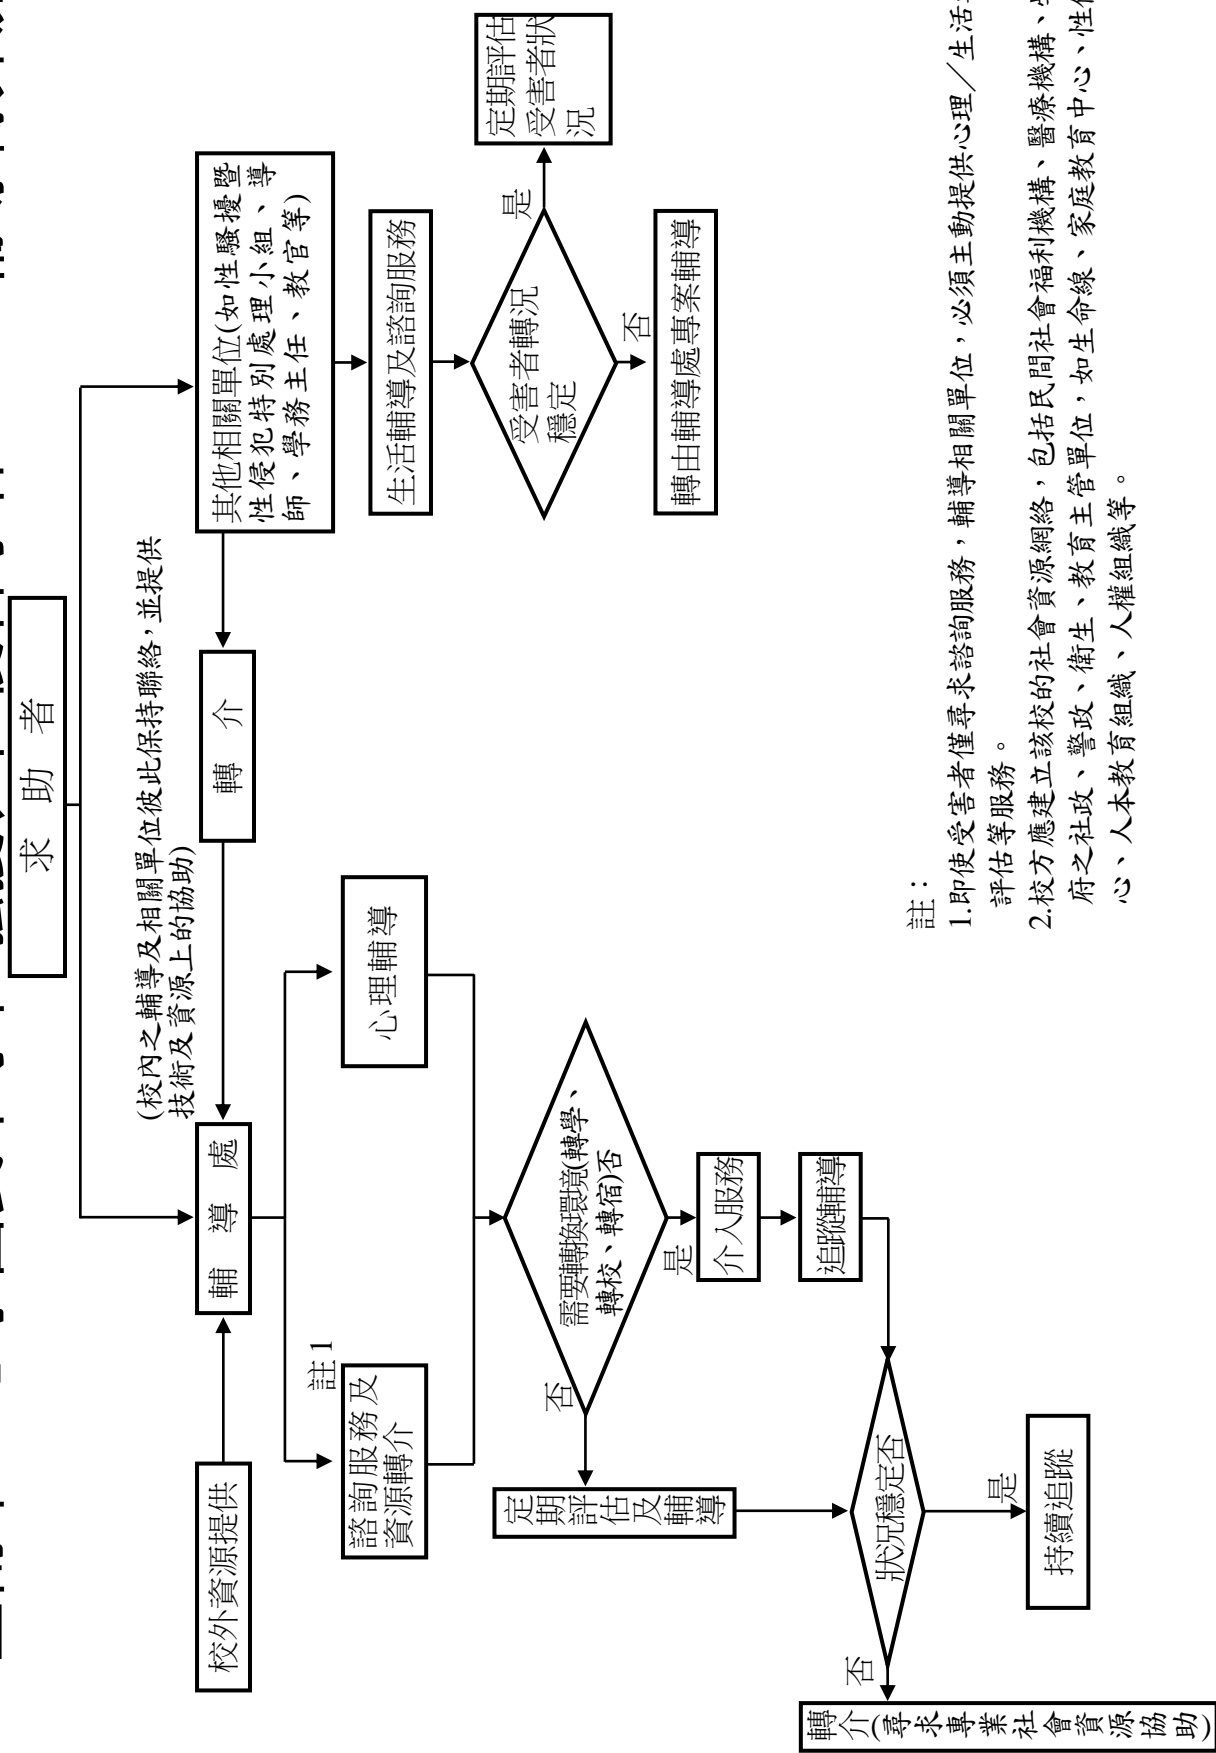 求助者
(校內之輔導及相關單位彼此保持聯絡，並提供
技術及資源上的協助)
校外資源提供
輔導處
轉介
其他相關單位(如性騷擾暨
性侵犯特別處理小組、導
師、學務主任、教官等)
註1
諮詢服務及
資源轉介
心理輔導
生活輔導及諮詢服務
受害者轉況
穩定
是
定期評估
受害者狀
況
否
轉由輔導處專案輔導
需要轉換環境(轉學、
轉校、轉宿)否
否
是
定期評估及輔導
介入服務
追蹤輔導
狀況穩定否
否
是
轉介(尋求專業社會資源協助)
持續追蹤
註：
1.即使受害者僅尋求諮詢服務，輔導相關單位，必須主動提供心理／生活
評估等服務。
2.校方應建立該校的社會資源網絡，包括民間社會福利機構、醫療機構、
府之社政、警政、衛生、教育主管單位，如生命線、家庭教育中心、性
心、人本教育組織、人權組織等。